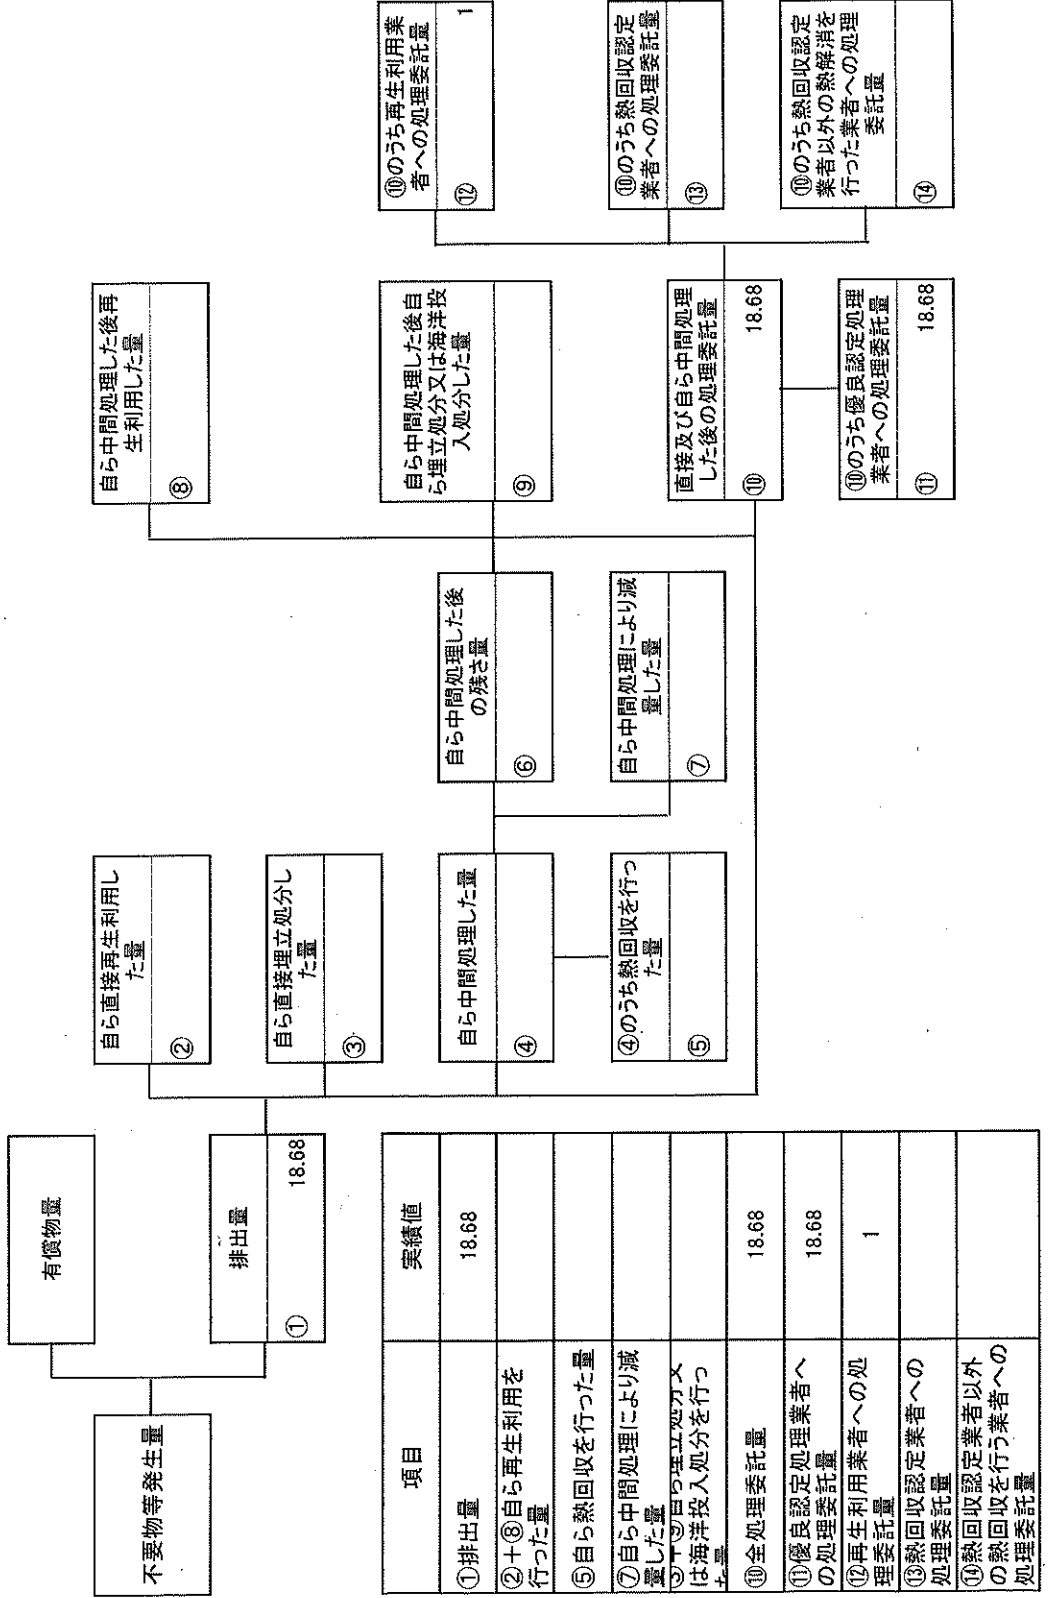 不要物等発生量
有償物量
排出量
① 18.68
自ら直接再生利用し
た量
②
自ら直接埋立処分し
た量
③
自ら中間処理した量
④
④のうち熱回収を行っ
た量
⑤
自ら中間処理した後
の残さ量
⑥
自ら中間処理により減
量した量
⑦
自ら中間処理した後再
生利用した量
⑧
自ら中間処理した後自
ら埋立処分又は海洋投
入処分した量
⑨
直接及び自ら中間処理
した後の処理委託量
⑩ 18.68
⑩のうち優良認定処理
業者への処理委託量
⑪ 18.68
⑩のうち再生利用業
者への処理委託量
⑫ 1
⑩のうち熱回収認定
業者への処理委託量
⑬
⑩のうち熱回収認定
業者以外の熱解消を
行った業者への処理
委託量
⑭
項目 実績値
①排出量 18.68
②+⑧自ら再生利用を
行った量
⑤自ら熱回収を行った量
⑦自ら中間処理により減
量した量
③+⑨自ら埋立処分又
は海洋投入処分を行っ
た量
⑩全処理委託量 18.68
⑪優良認定処理業者へ
の処理委託量 18.68
⑫再生利用業者への処
理委託量 1
⑬熱回収認定業者への
処理委託量
⑭熱回収認定業者以外
の熱回収を行う業者への
処理委託量